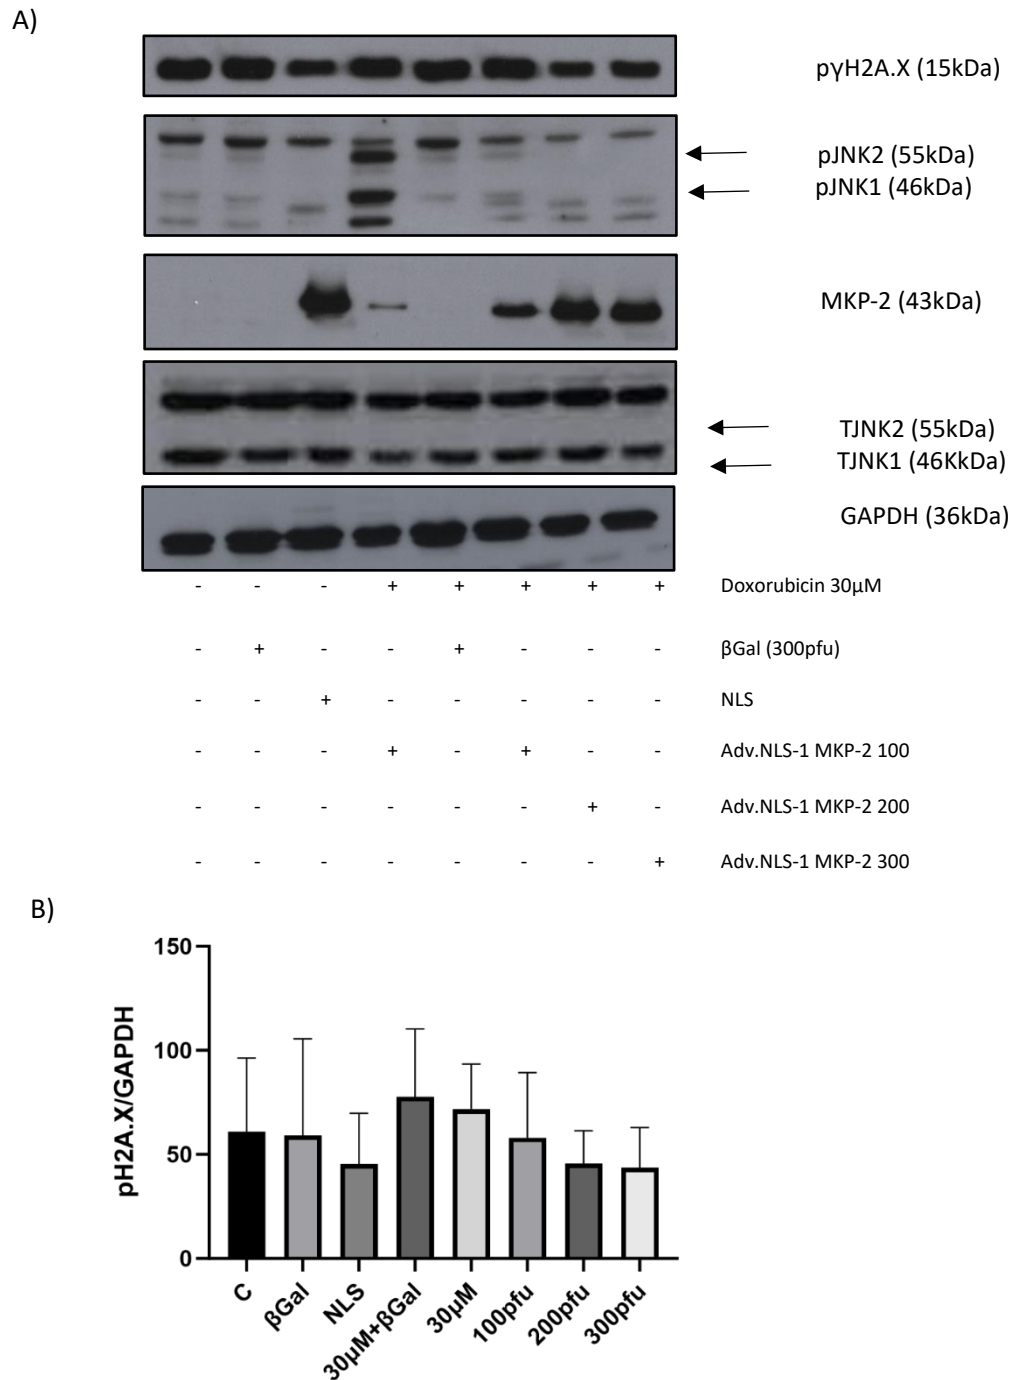 A)
pγH2A.X (15kDa)
pJNK2 (55kDa)
pJNK1 (46kDa)
MKP-2 (43kDa)
TJNK2 (55kDa)
TJNK1 (46KkDa)
GAPDH (36kDa)
- - - + + + + + Doxorubicin 30μM
- + - - + - - - βGal (300pfu)
- - + - - - - - NLS
- - - + - + - - Adv.NLS-1 MKP-2 100
- - - - - - + - Adv.NLS-1 MKP-2 200
- - - - - - - + Adv.NLS-1 MKP-2 300
B)
pH2A.X/GAPDH
150
100
50
0
C βGal NLS 30μM+βGal 30μM 100pfu 200pfu 300pfu